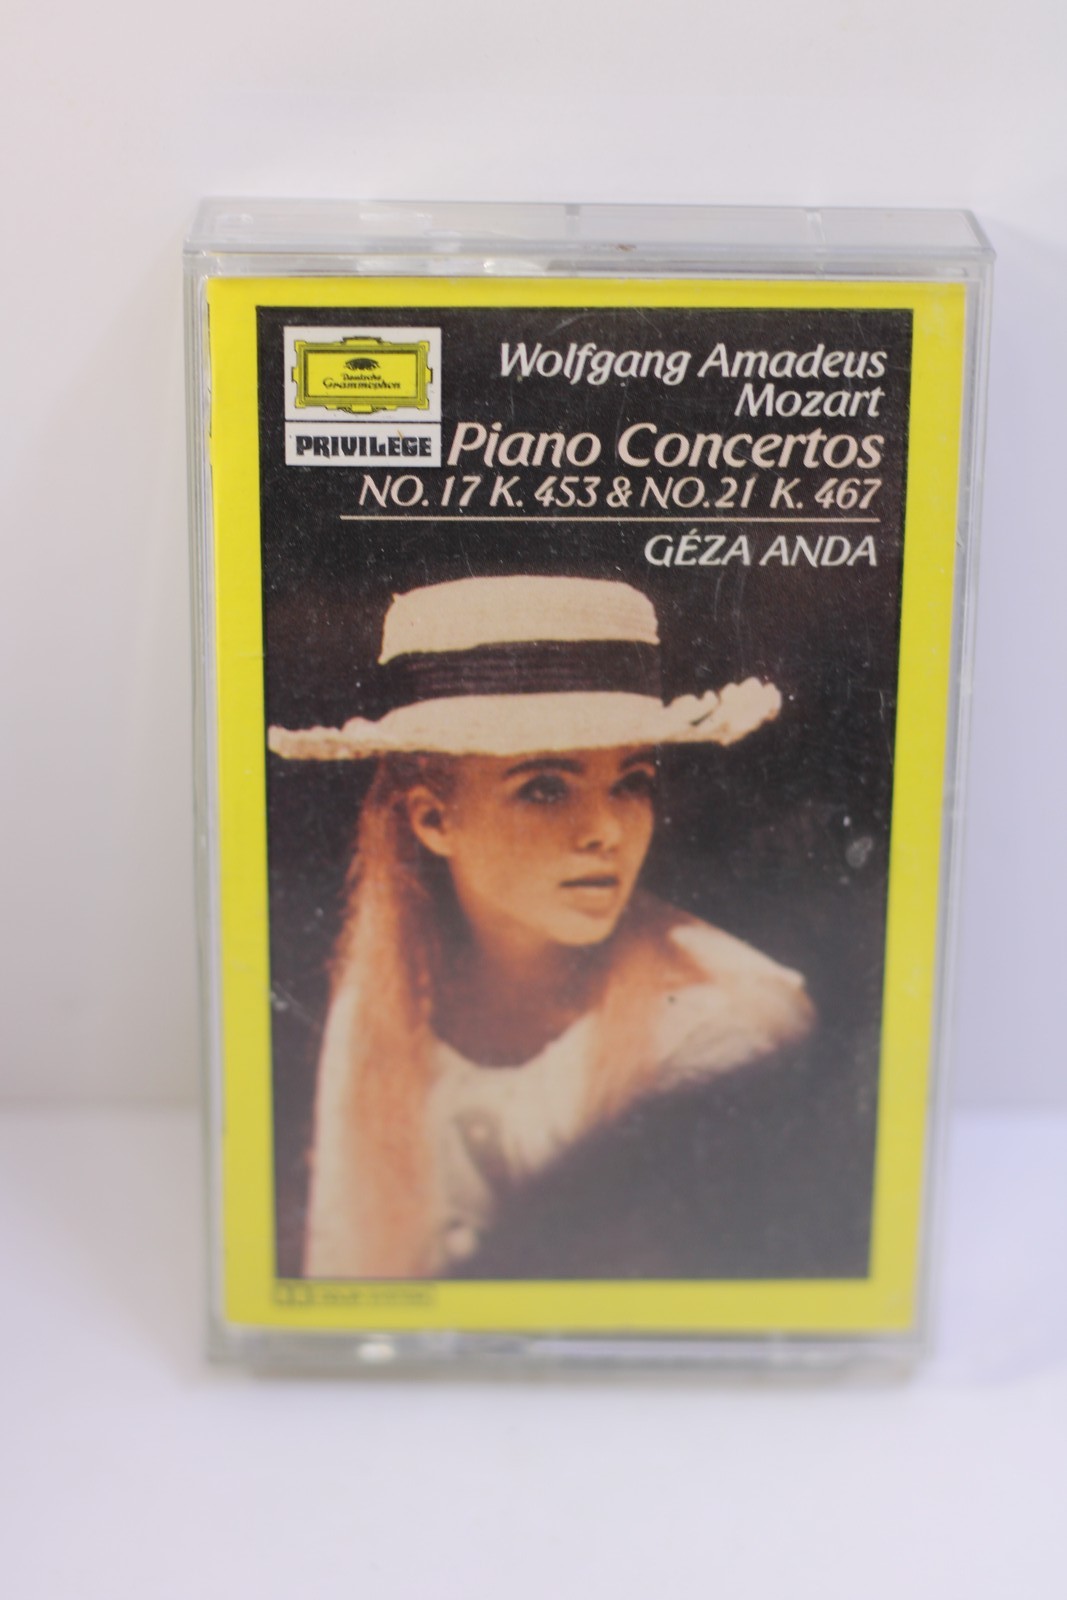 Deutsche
Grammophon
PRIVILEGE
Wolfgang Amadeus
Mozart
Piano Concertos
NO. 17 K. 453 & NO.21 K. 467
GÉZA ANDA